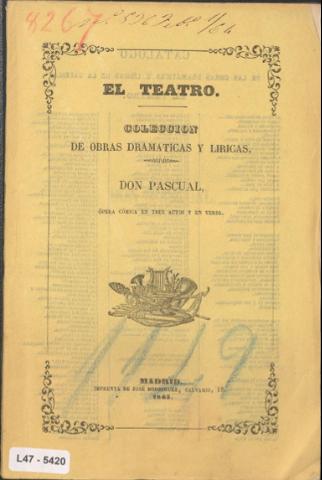 8267
EL TEATRO.
COLECCION
DE OBRAS DRAMATICAS Y LIRICAS.
DON PASCUAL,
ÓPERA CÓMICA EN TRES ACTOS Y EN VERSO.
1149
MADRID.
IMPRENTA DE JOSÉ RODRIGUEZ, CALVARIO, 18.
L47 - 5420